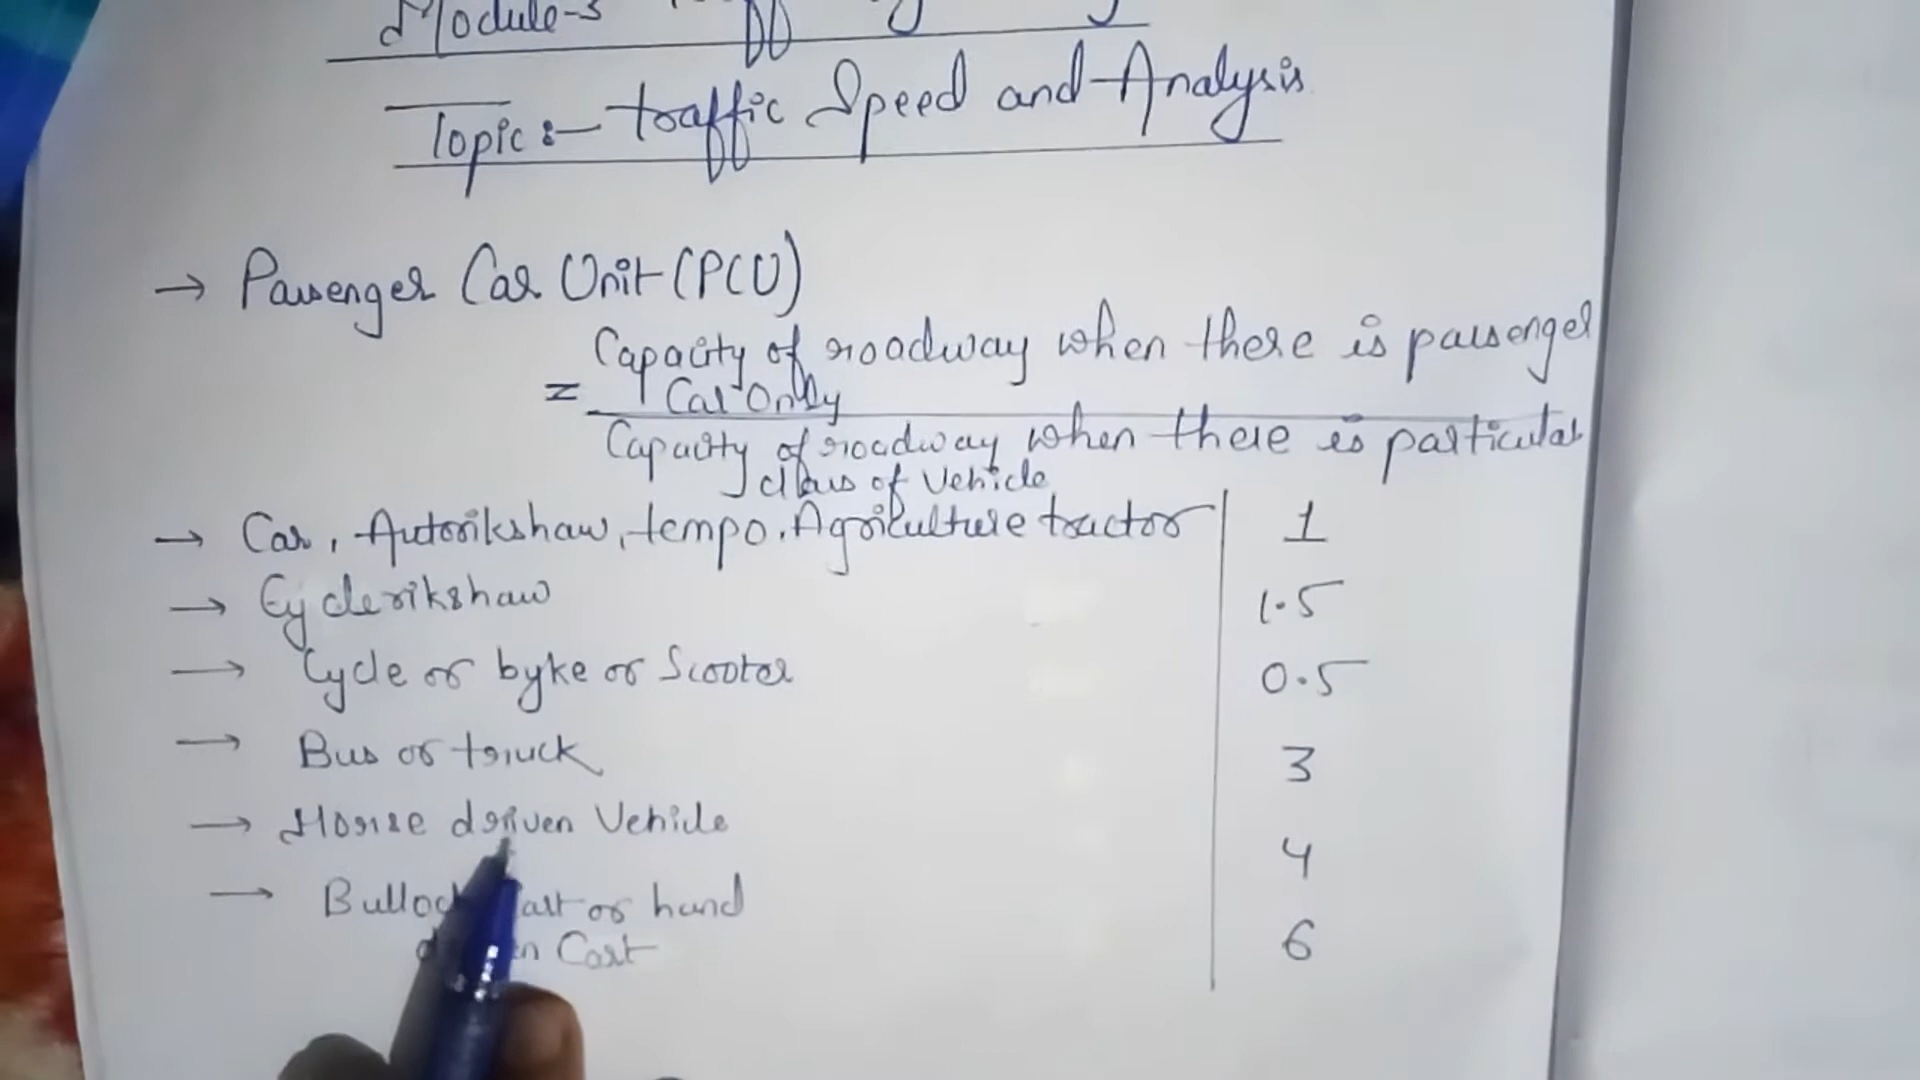 Module-3
Topic :- traffic Speed and Analysis
→ Passenger Car Unit (PCU)
= Capacity of roadway when there is passenger
Car Only
Capacity of roadway when there is particular
class of Vehicle
→ Car, Autorikshaw, tempo, Agriculture tractor | 1
→ Cyclerikshaw 1.5
→ Cycle or byke or Scooter 0.5
→ Bus or truck 3
→ Horse driven Vehicle 4
→ Bullock Cart or hand 6
Cart